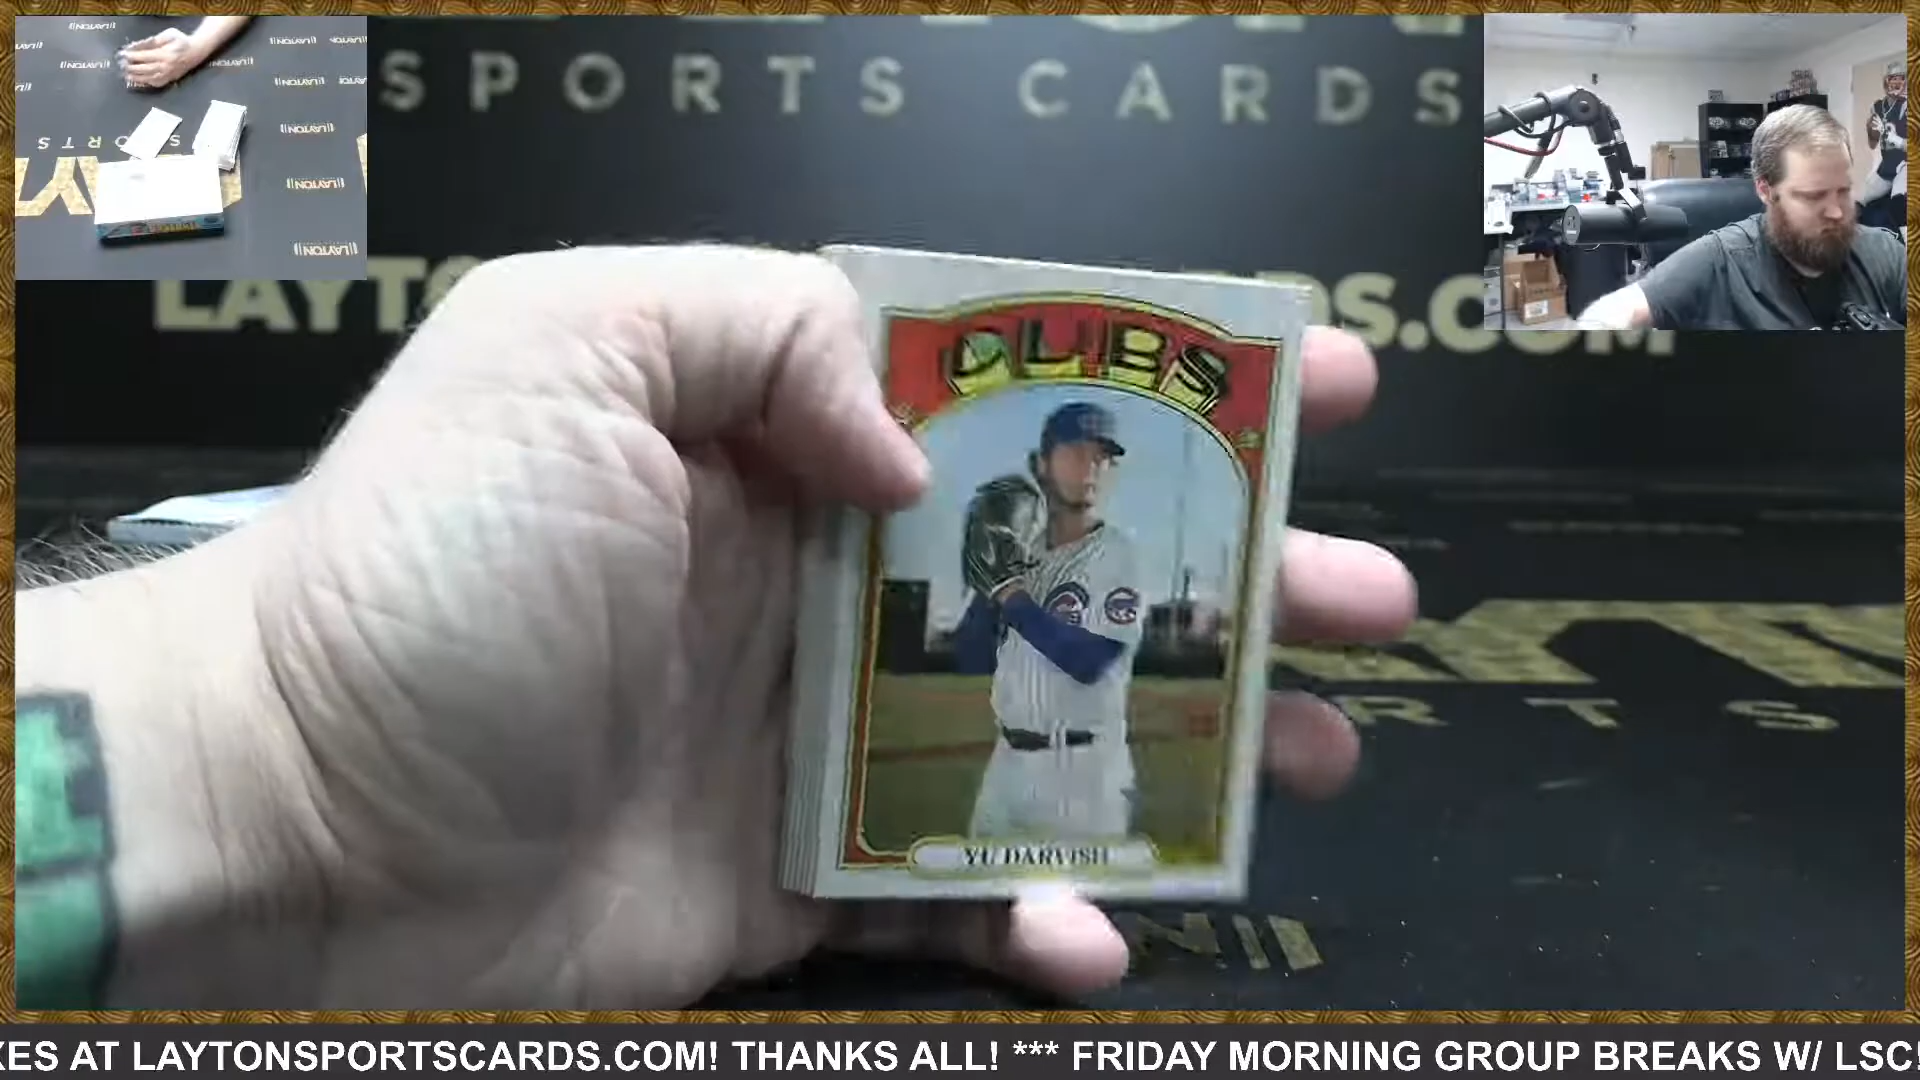 SPORTS CARDS
CUBS
YU DARVISH
LAYTON
XES AT LAYTONSPORTSCARDS.COM! THANKS ALL! *** FRIDAY MORNING GROUP BREAKS W/ LSC!